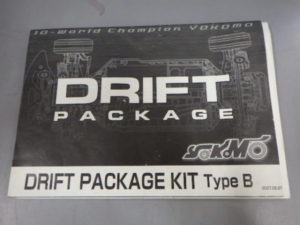 10-World Champion YOKOMO
DRIFT
PACKAGE
YOKOMO
DRIFT PACKAGE KIT Type B